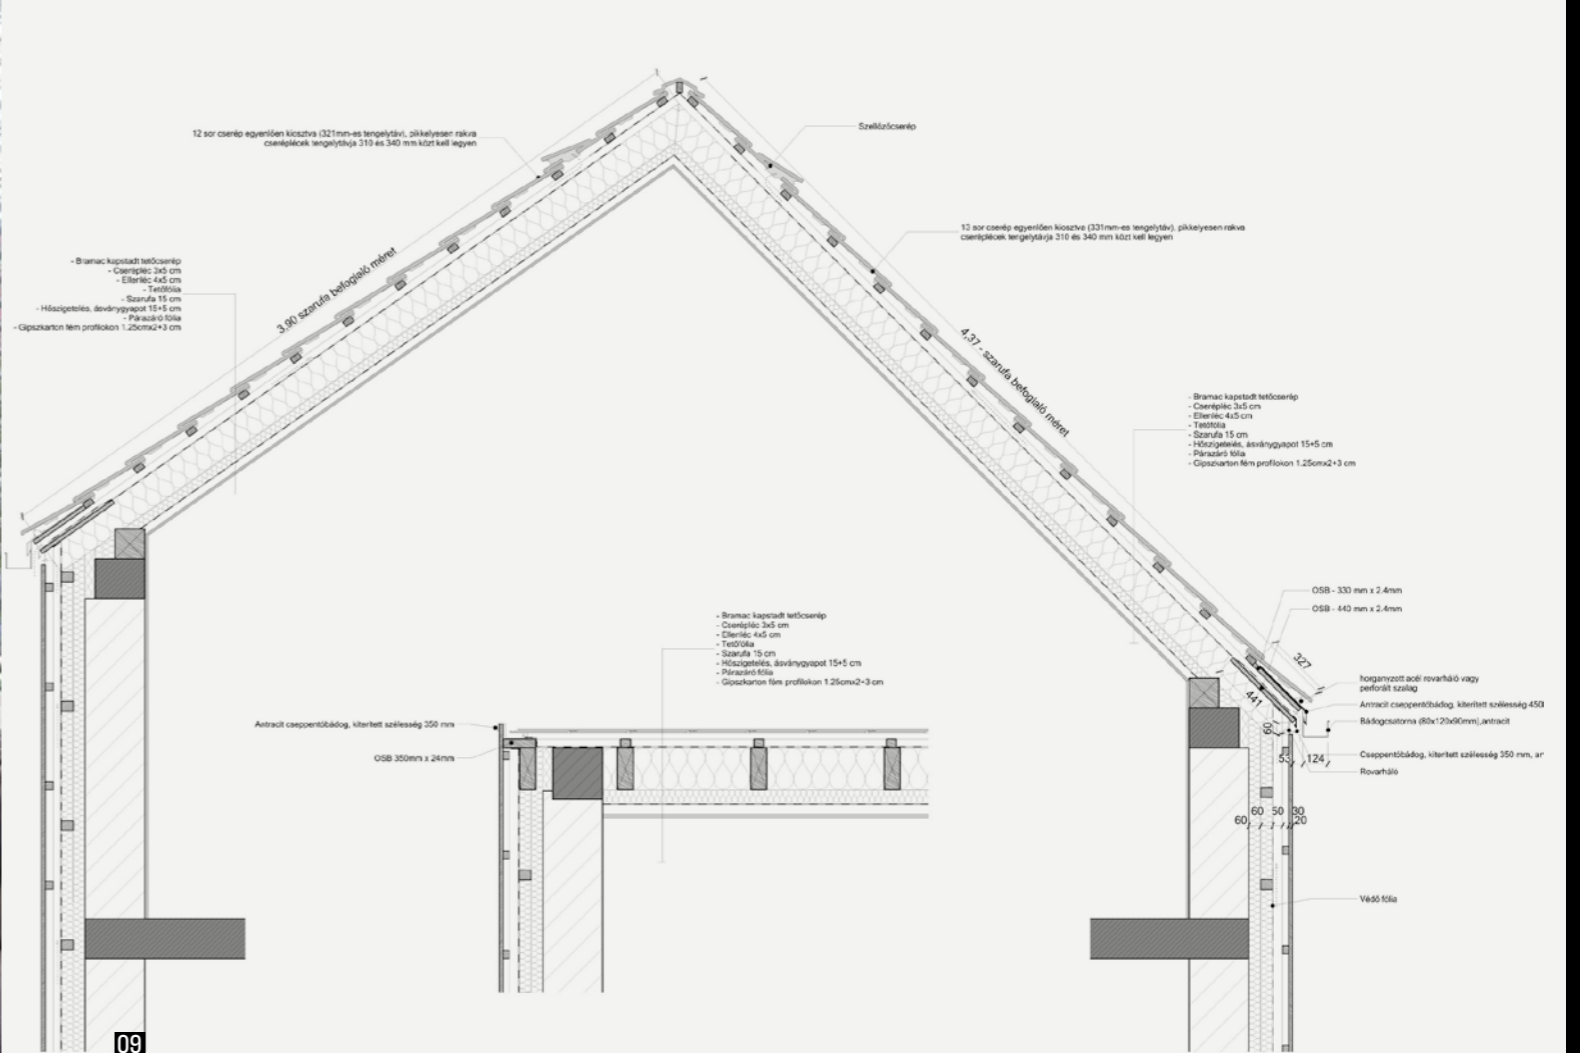 12 sor cserép egyenlően kiosztva (321mm-es tengelytáv), pikkelyesen rakva
cseréplécek tengelytávja 310 és 340 mm közt kell legyen
Szellőzőcserép
13 sor cserép egyenlően kiosztva (331mm-es tengelytáv), pikkelyesen rakva
cseréplécek tengelytávja 310 és 340 mm közt kell legyen
- Bramac kapstadt tetőcserép
- Cserépléc 3x5 cm
- Ellenléc 4x5 cm
- Tetőfólia
- Szarufa 15 cm
- Hőszigetelés, ásványgyapot 15+5 cm
- Párazáró fólia
- Gipszkarton fém profilokon 1.25cmx2+3 cm
3,90 szarufa befoglaló méret
4,37 - szarufa befoglaló méret
- Bramac kapstadt tetőcserép
- Cserépléc 3x5 cm
- Ellenléc 4x5 cm
- Tetőfólia
- Szarufa 15 cm
- Hőszigetelés, ásványgyapot 15+5 cm
- Párazáró fólia
- Gipszkarton fém profilokon 1.25cmx2+3 cm
OSB - 330 mm x 2.4mm
OSB - 440 mm x 2.4mm
327
441
60
53
124
horganyzott acél rovarháló vagy
perforált szalag
Antracit cseppentőbádog, kiterített szélesség 450
Bádogcsatorna (80x120x90mm),antracit
Cseppentőbádog, kiterített szélesség 350 mm, an
Rovarháló
60 50 30
60 20
Védő fólia
- Bramac kapstadt tetőcserép
- Cserépléc 3x5 cm
- Ellenléc 4x5 cm
- Tetőfólia
- Szarufa 15 cm
- Hőszigetelés, ásványgyapot 15+5 cm
- Párazáró fólia
- Gipszkarton fém profilokon 1.25cmx2+3 cm
Antracit cseppentőbádog, kiterített szélesség 350 mm
OSB 350mm x 24mm
09